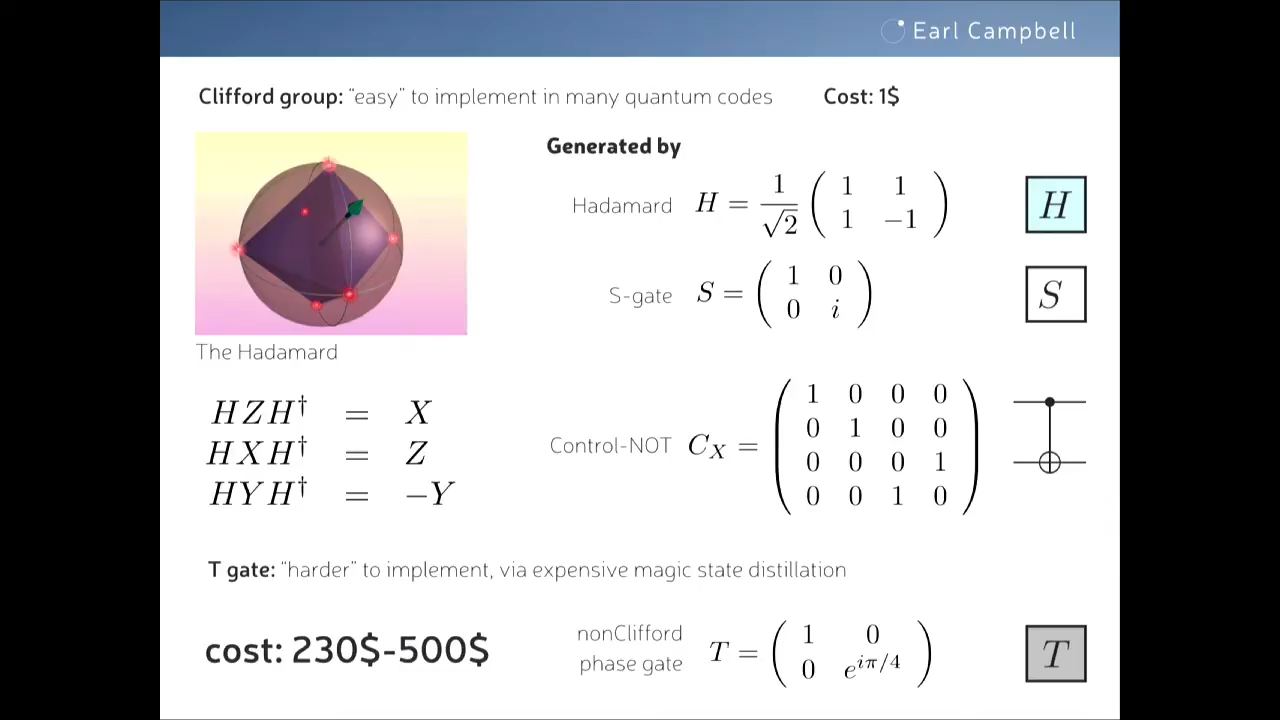 Earl Campbell
Clifford group: “easy” to implement in many quantum codes Cost: 1$
Generated by
Hadamard H = 1/√2 ( 1 1 ; 1 −1 ) H
S-gate S = ( 1 0 ; 0 i ) S
The Hadamard
HZH† = X
HXH† = Z
HYH† = −Y
Control-NOT C_X = ( 1 0 0 0 ; 0 1 0 0 ; 0 0 0 1 ; 0 0 1 0 )
T gate: “harder” to implement, via expensive magic state distillation
cost: 230$-500$
nonClifford
phase gate T = ( 1 0 ; 0 e^{iπ/4} ) T